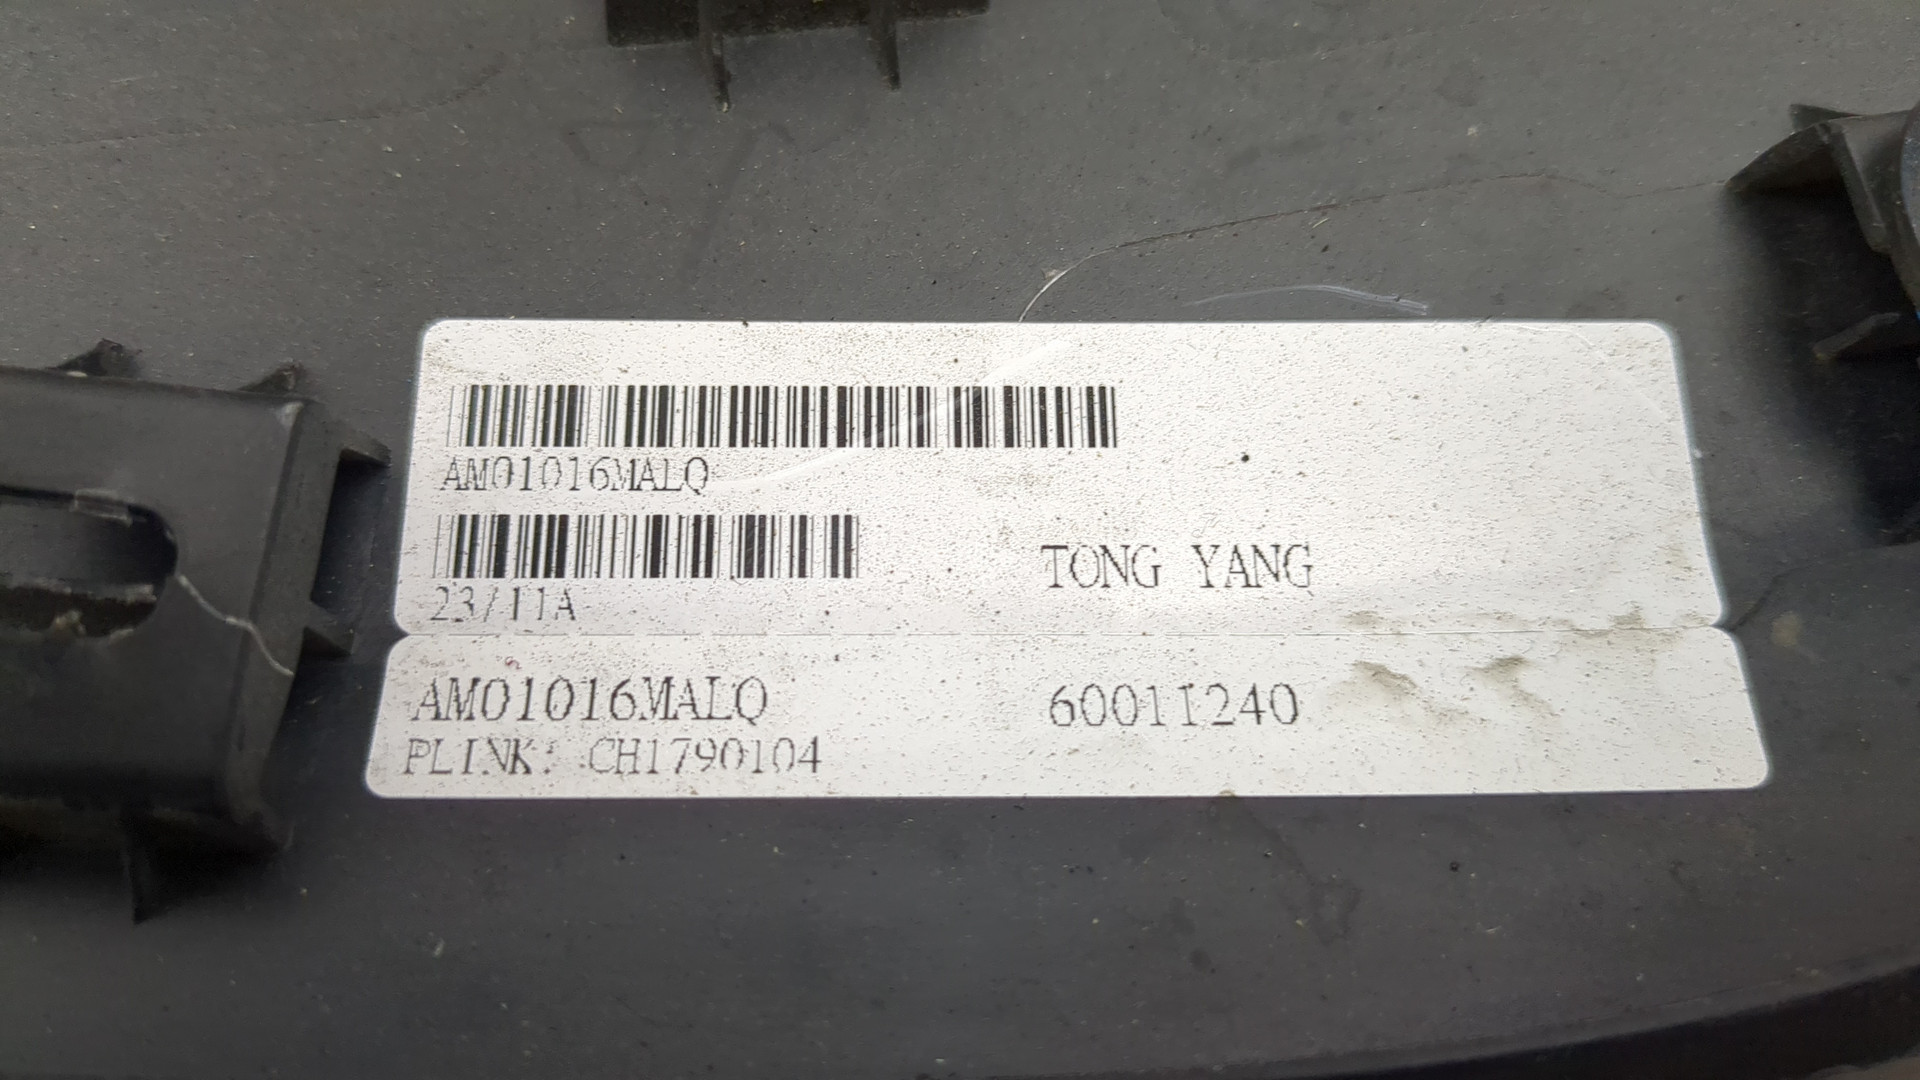 AM01016MALQ
23/11A
TONG YANG
AM01016MALQ
60011240
PLINK: CH1790104